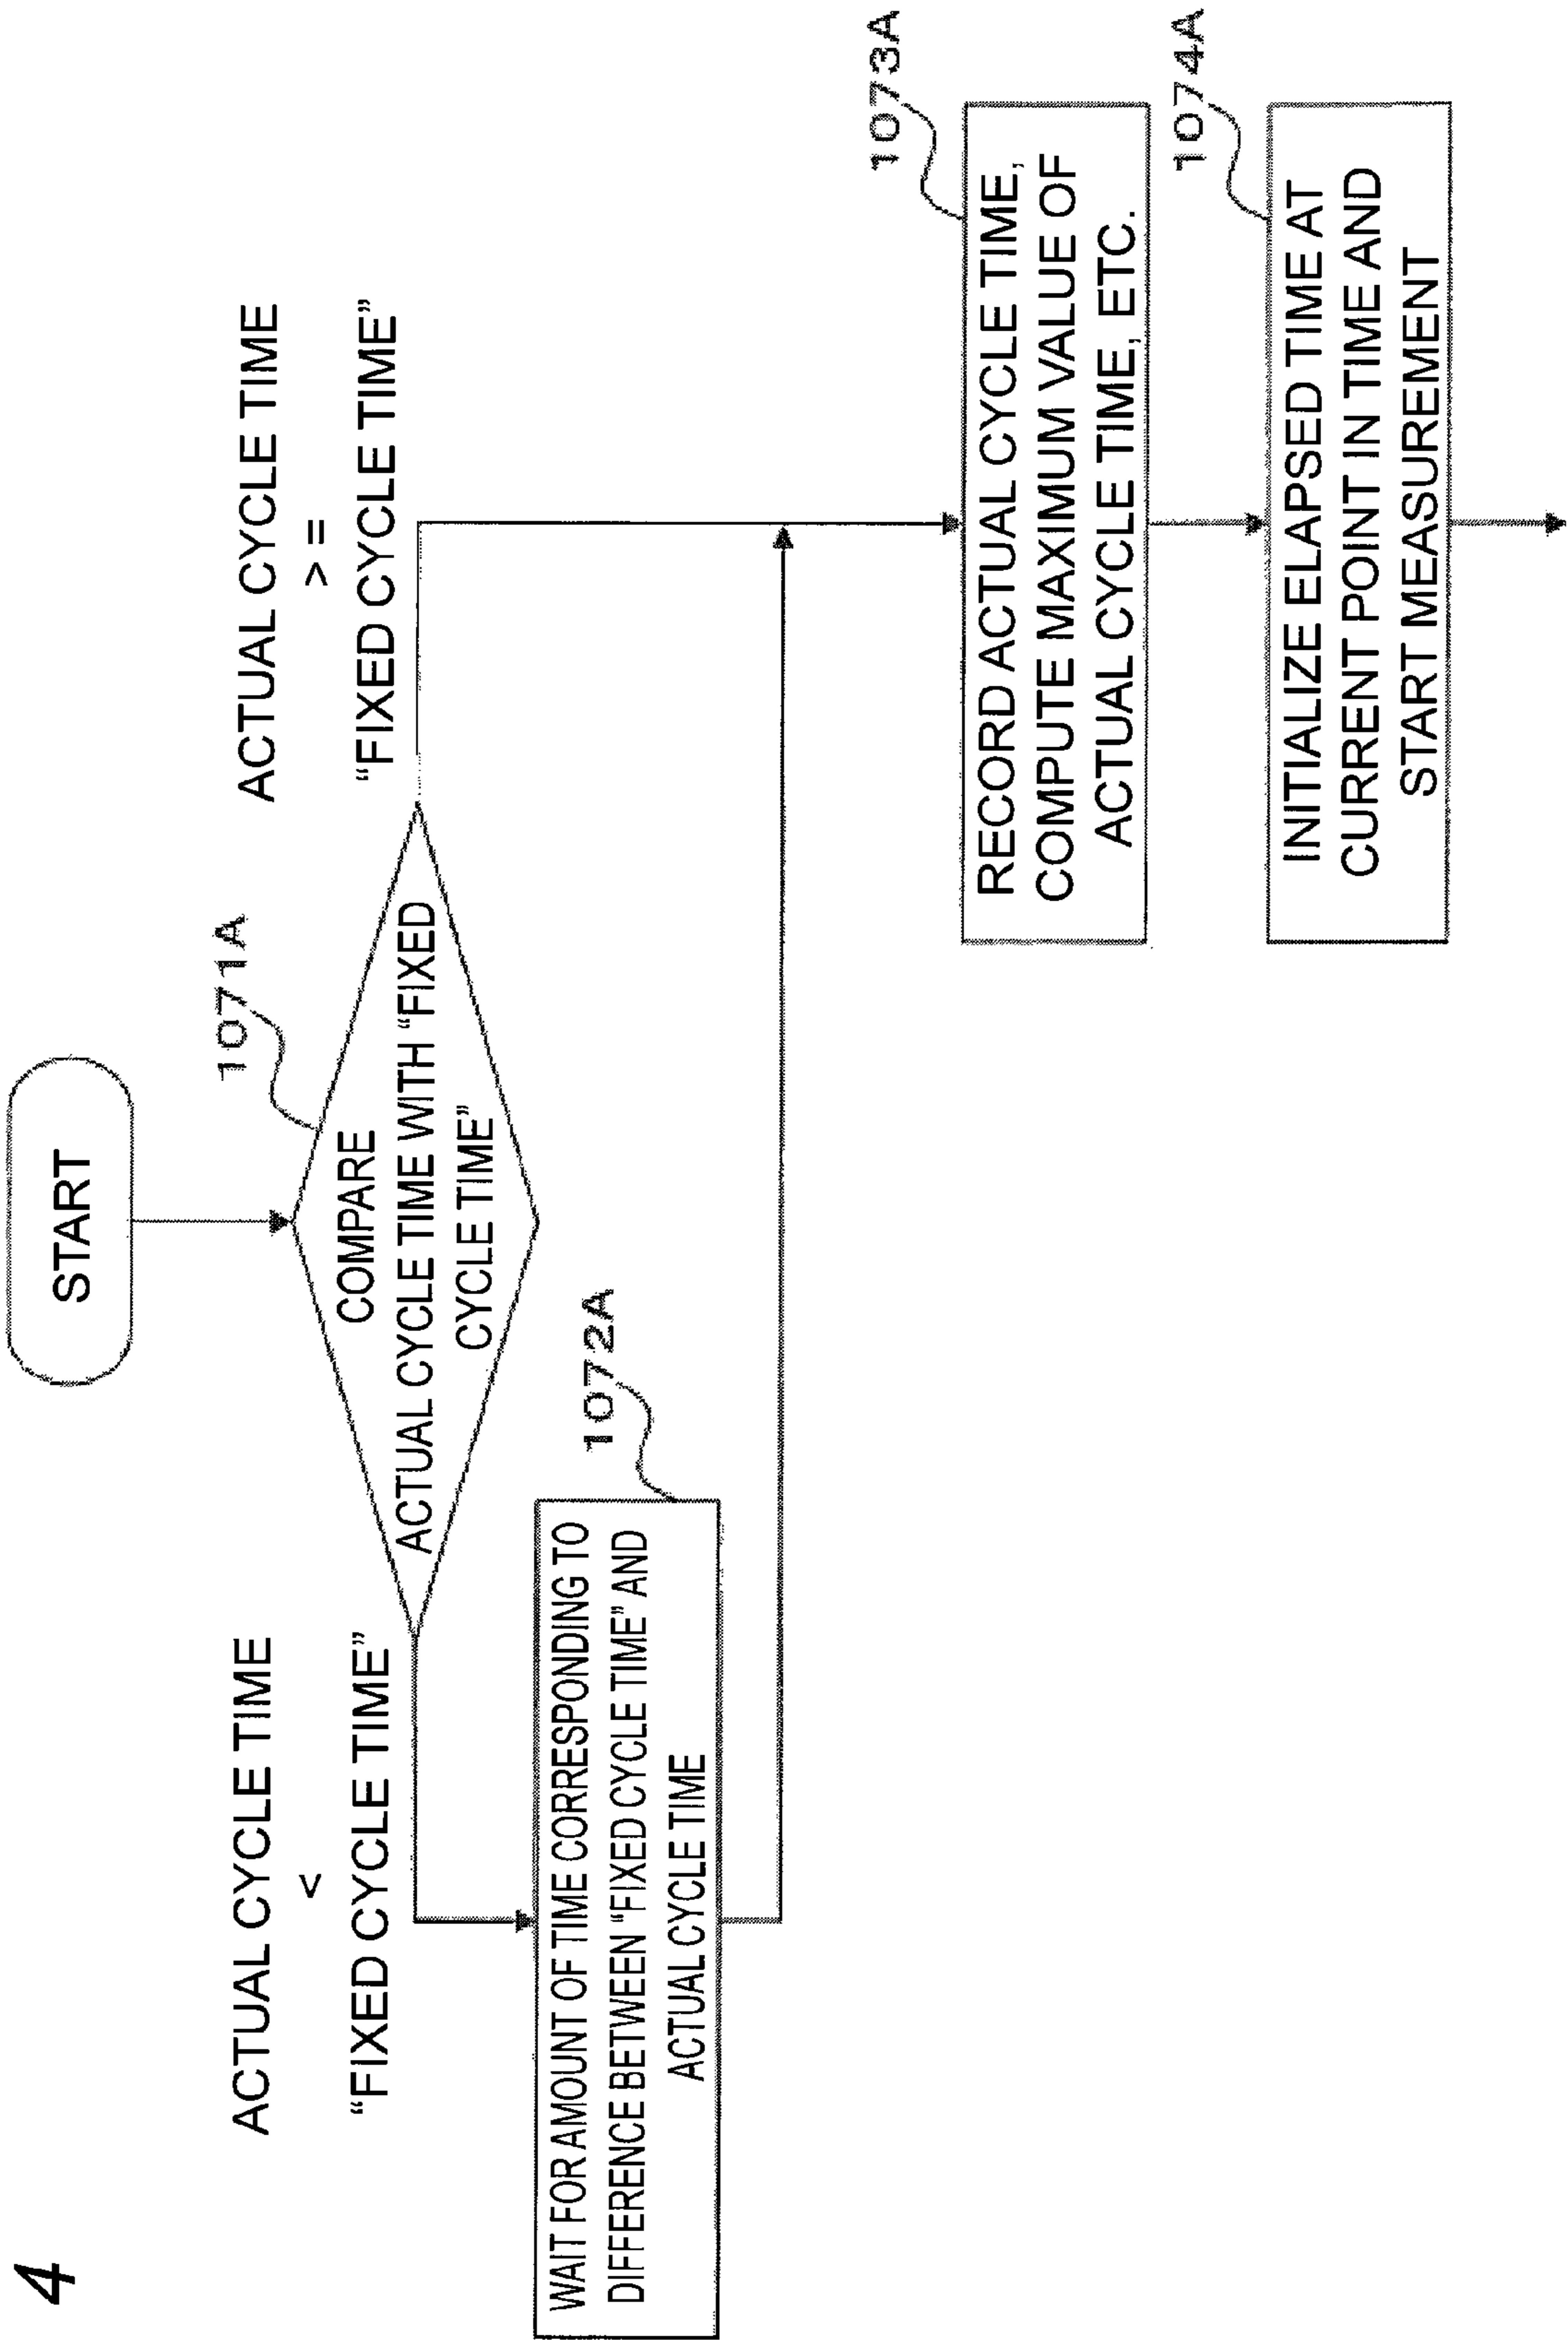 4
START
1071A
COMPARE
ACTUAL CYCLE TIME WITH "FIXED
CYCLE TIME"
ACTUAL CYCLE TIME
<
“FIXED CYCLE TIME”
ACTUAL CYCLE TIME
> =
“FIXED CYCLE TIME”
1072A
WAIT FOR AMOUNT OF TIME CORRESPONDING TO
DIFFERENCE BETWEEN "FIXED CYCLE TIME" AND
ACTUAL CYCLE TIME
1073A
RECORD ACTUAL CYCLE TIME,
COMPUTE MAXIMUM VALUE OF
ACTUAL CYCLE TIME, ETC.
1074A
INITIALIZE ELAPSED TIME AT
CURRENT POINT IN TIME AND
START MEASUREMENT